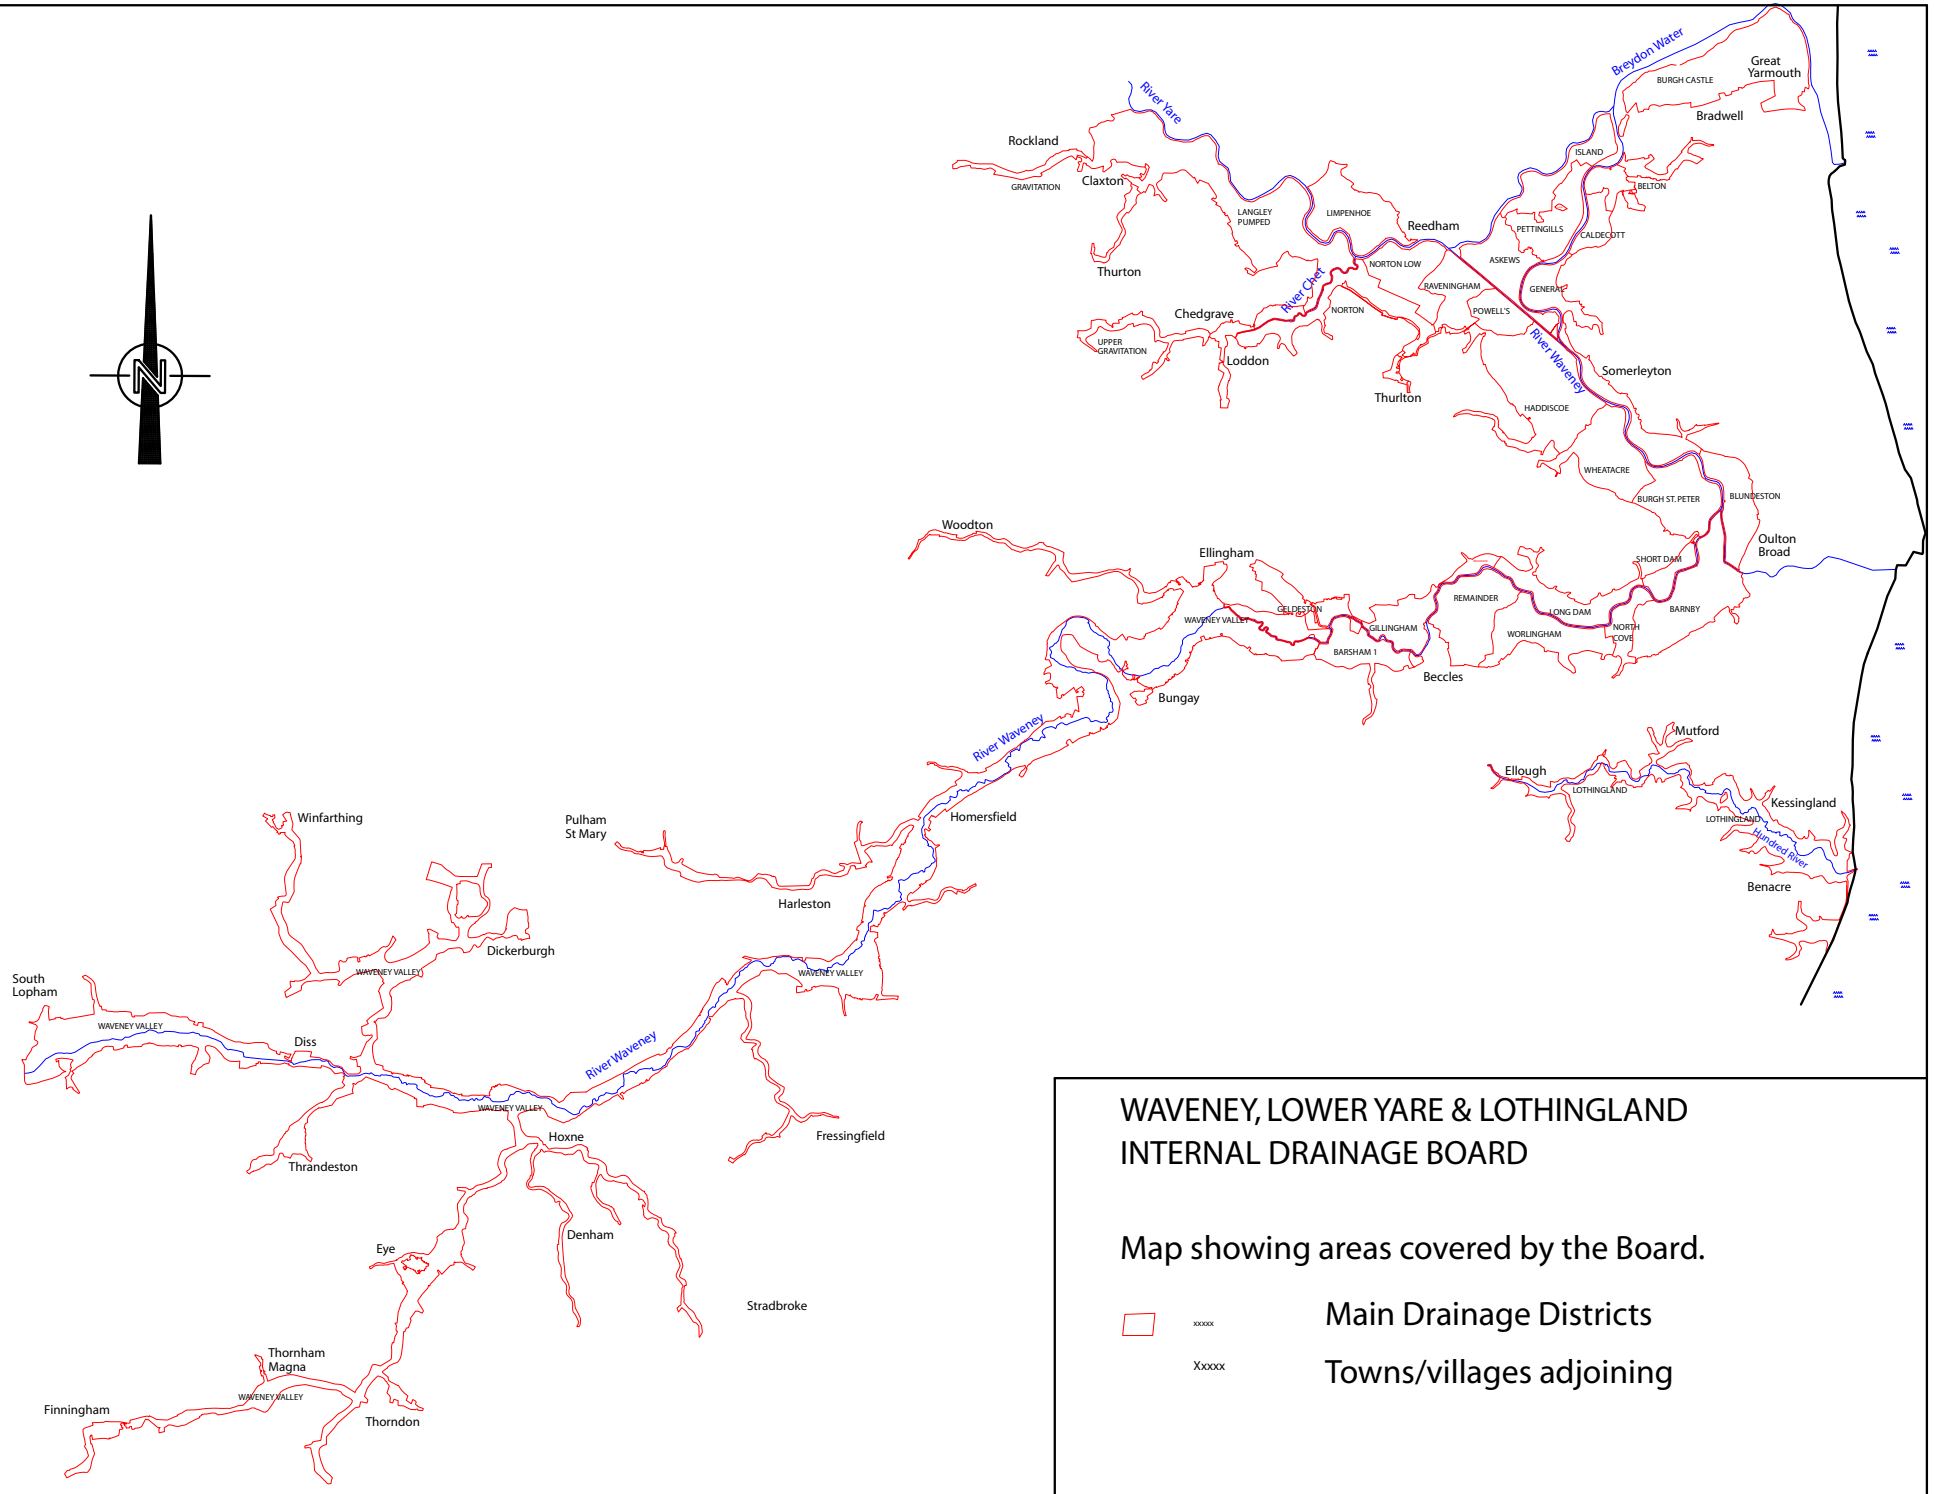 Breydon Water
Great
Yarmouth
BURGH CASTLE
Bradwell
River Yare
Rockland
GRAVITATION
Claxton
ISLAND
BELTON
LANGLEY
PUMPED
LIMPENHOE
Reedham
PETTINGILLS
CALDECOTT
Thurton
NORTON LOW
ASKEWS
RAVENINGHAM
GENERAL
River Chet
Chedgrave
NORTON
POWELL'S
UPPER
GRAVITATION
Loddon
River Waveney
Somerleyton
Thurlton
HADDISCOE
WHEATACRE
BURGH ST. PETER
BLUNDESTON
Woodton
Ellingham
Oulton
Broad
SHORT DAM
GELDESTON
REMAINDER
LONG DAM
BARNBY
WAVENEY VALLEY
GILLINGHAM
WORLINGHAM
NORTH
COVE
BARSHAM 1
Beccles
Bungay
River Waveney
Mutford
Ellough
LOTHINGLAND
Kessingland
LOTHINGLAND
Hundred River
Benacre
Winfarthing
Pulham
St Mary
Homersfield
Harleston
Dickerburgh
WAVENEY VALLEY
WAVENEY VALLEY
South
Lopham
WAVENEY VALLEY
Diss
River Waveney
WAVENEY VALLEY
Hoxne
Fressingfield
Thrandeston
Denham
Eye
Stradbroke
Thornham
Magna
WAVENEY VALLEY
Finningham
Thorndon
N
WAVENEY, LOWER YARE & LOTHINGLAND
INTERNAL DRAINAGE BOARD
Map showing areas covered by the Board.
xxxxx Main Drainage Districts
Xxxxx Towns/villages adjoining